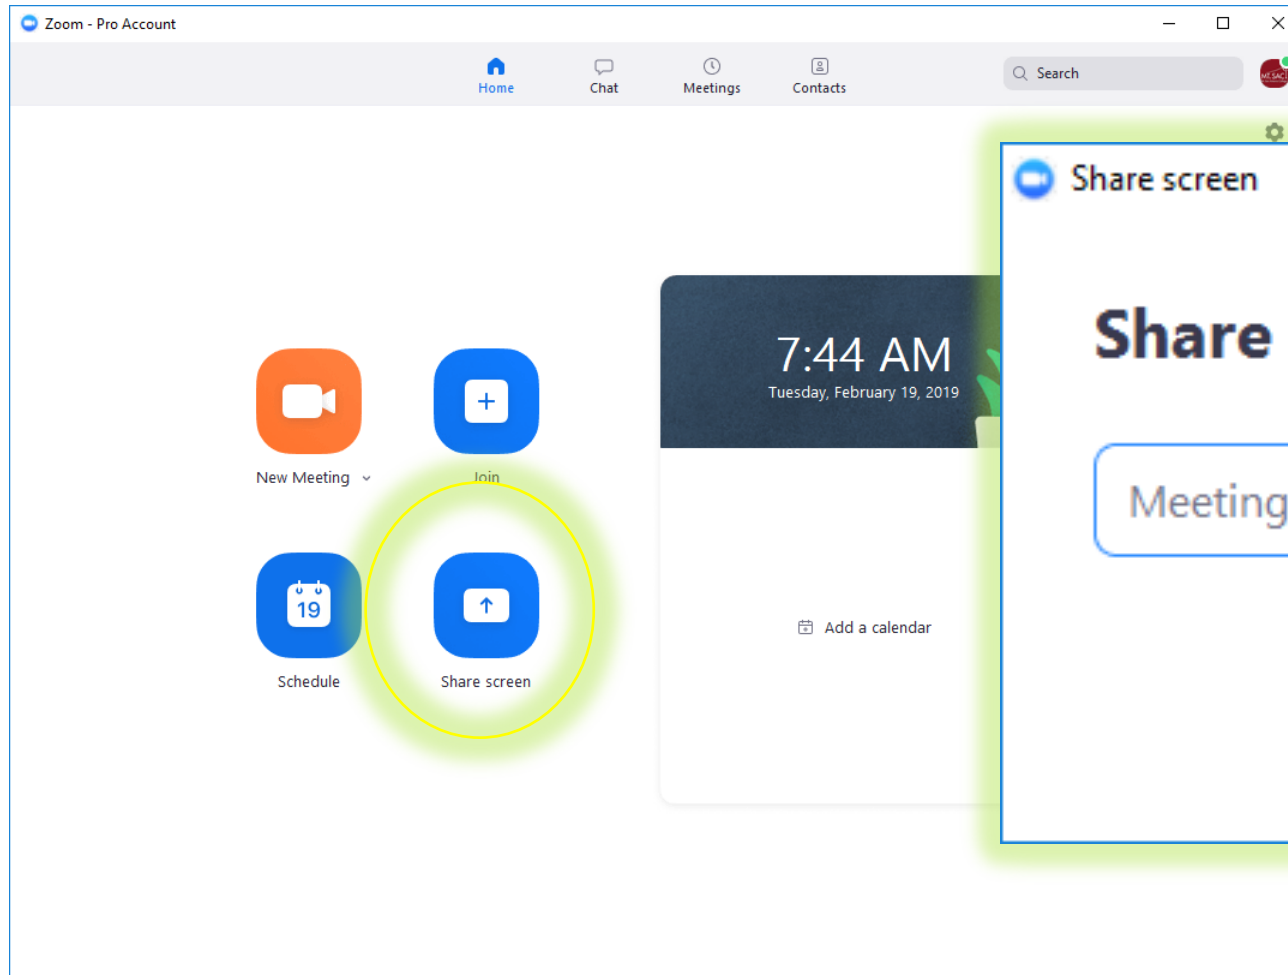 Zoom - Pro Account
Home
Chat
Meetings
Contacts
Search
Share screen
Share
Meeting
7:44 AM
Tuesday, February 19, 2019
New Meeting
Join
19
Schedule
Share screen
Add a calendar